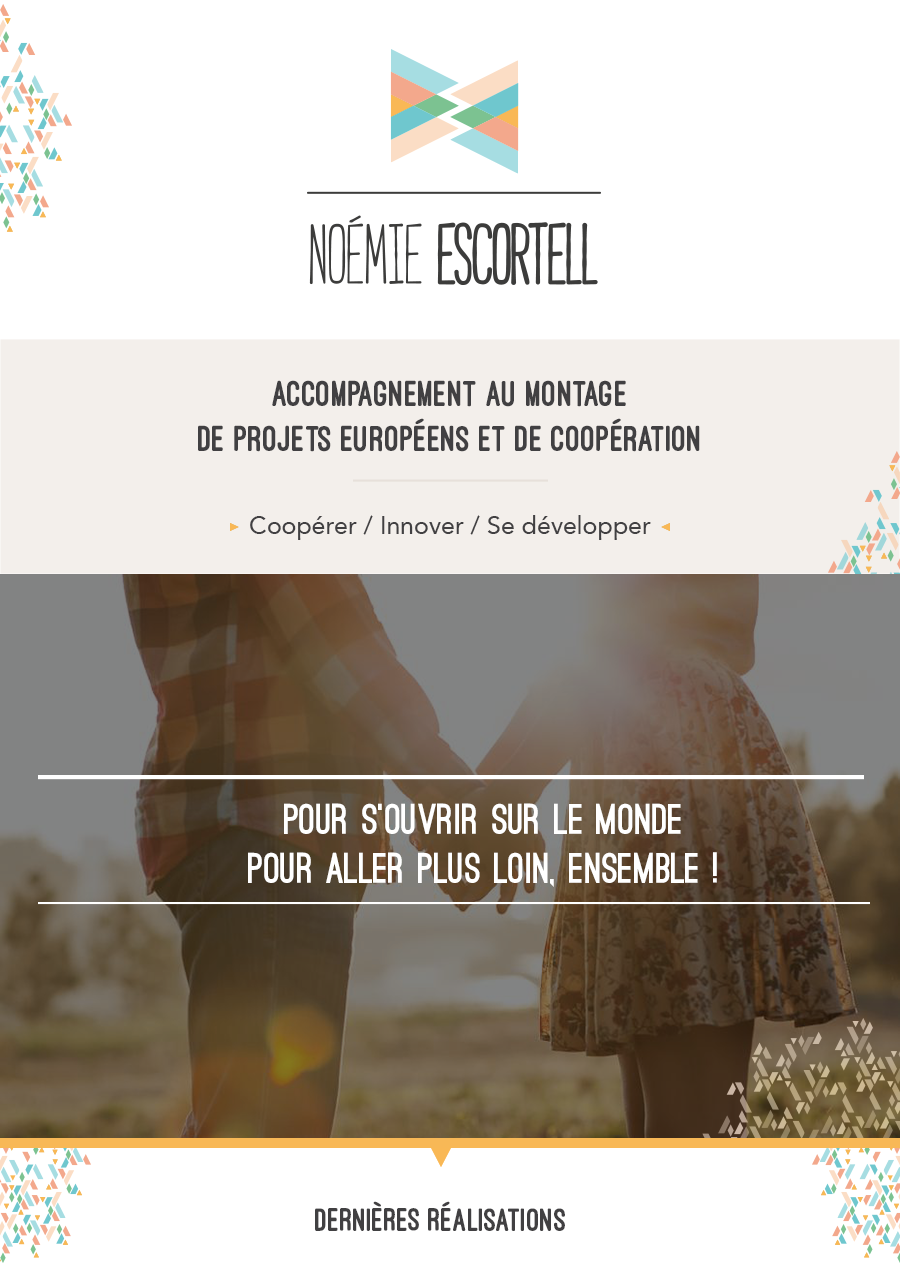 NOÉMIE ESCORTELL
ACCOMPAGNEMENT AU MONTAGE
DE PROJETS EUROPÉENS ET DE COOPÉRATION
Coopérer / Innover / Se développer
POUR S'OUVRIR SUR LE MONDE
POUR ALLER PLUS LOIN, ENSEMBLE !
DERNIÈRES RÉALISATIONS